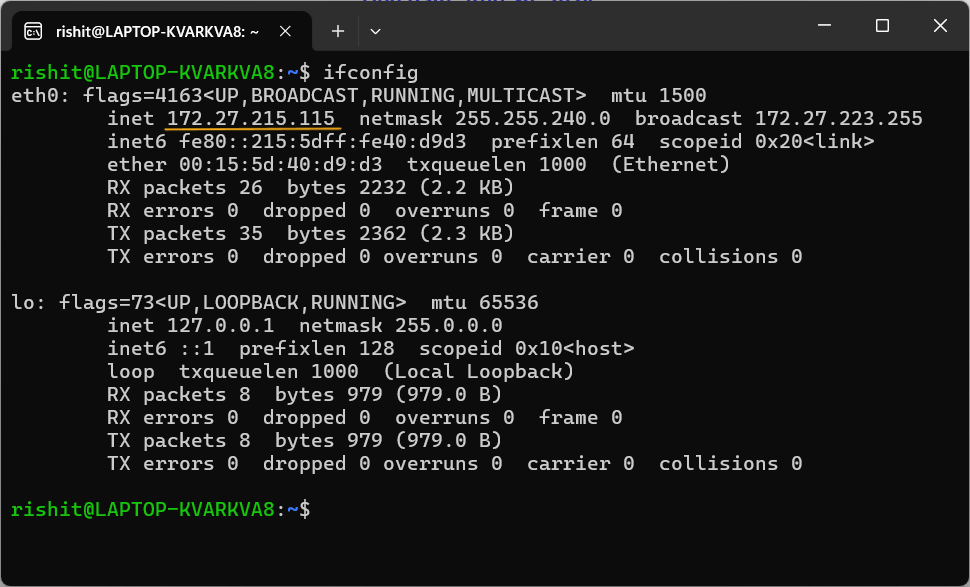 rishit@LAPTOP-KVARKVA8: ~
rishit@LAPTOP-KVARKVA8:~$ ifconfig
eth0: flags=4163<UP,BROADCAST,RUNNING,MULTICAST>  mtu 1500
        inet 172.27.215.115  netmask 255.255.240.0  broadcast 172.27.223.255
        inet6 fe80::215:5dff:fe40:d9d3  prefixlen 64  scopeid 0x20<link>
        ether 00:15:5d:40:d9:d3  txqueuelen 1000  (Ethernet)
        RX packets 26  bytes 2232 (2.2 KB)
        RX errors 0  dropped 0  overruns 0  frame 0
        TX packets 35  bytes 2362 (2.3 KB)
        TX errors 0  dropped 0 overruns 0  carrier 0  collisions 0
lo: flags=73<UP,LOOPBACK,RUNNING>  mtu 65536
        inet 127.0.0.1  netmask 255.0.0.0
        inet6 ::1  prefixlen 128  scopeid 0x10<host>
        loop  txqueuelen 1000  (Local Loopback)
        RX packets 8  bytes 979 (979.0 B)
        RX errors 0  dropped 0  overruns 0  frame 0
        TX packets 8  bytes 979 (979.0 B)
        TX errors 0  dropped 0 overruns 0  carrier 0  collisions 0
rishit@LAPTOP-KVARKVA8:~$